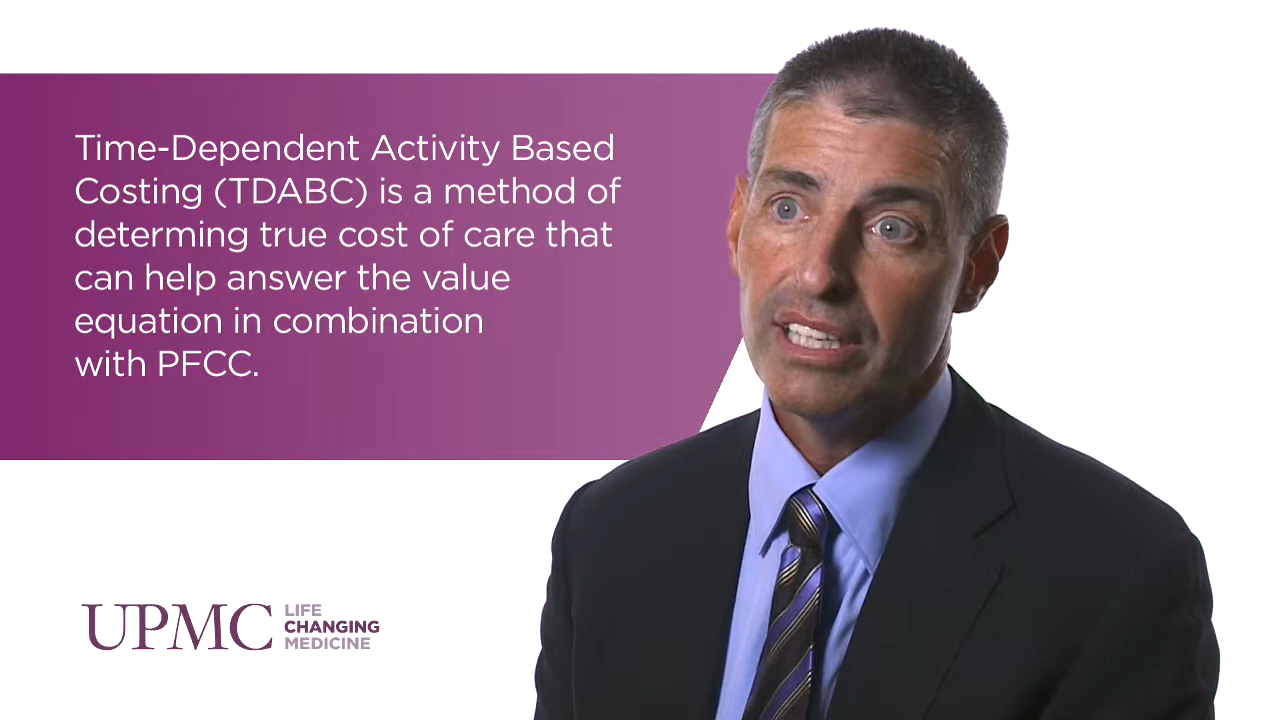 Time-Dependent Activity Based
Costing (TDABC) is a method of
determing true cost of care that
can help answer the value
equation in combination
with PFCC.
UPMC
LIFE
CHANGING
MEDICINE